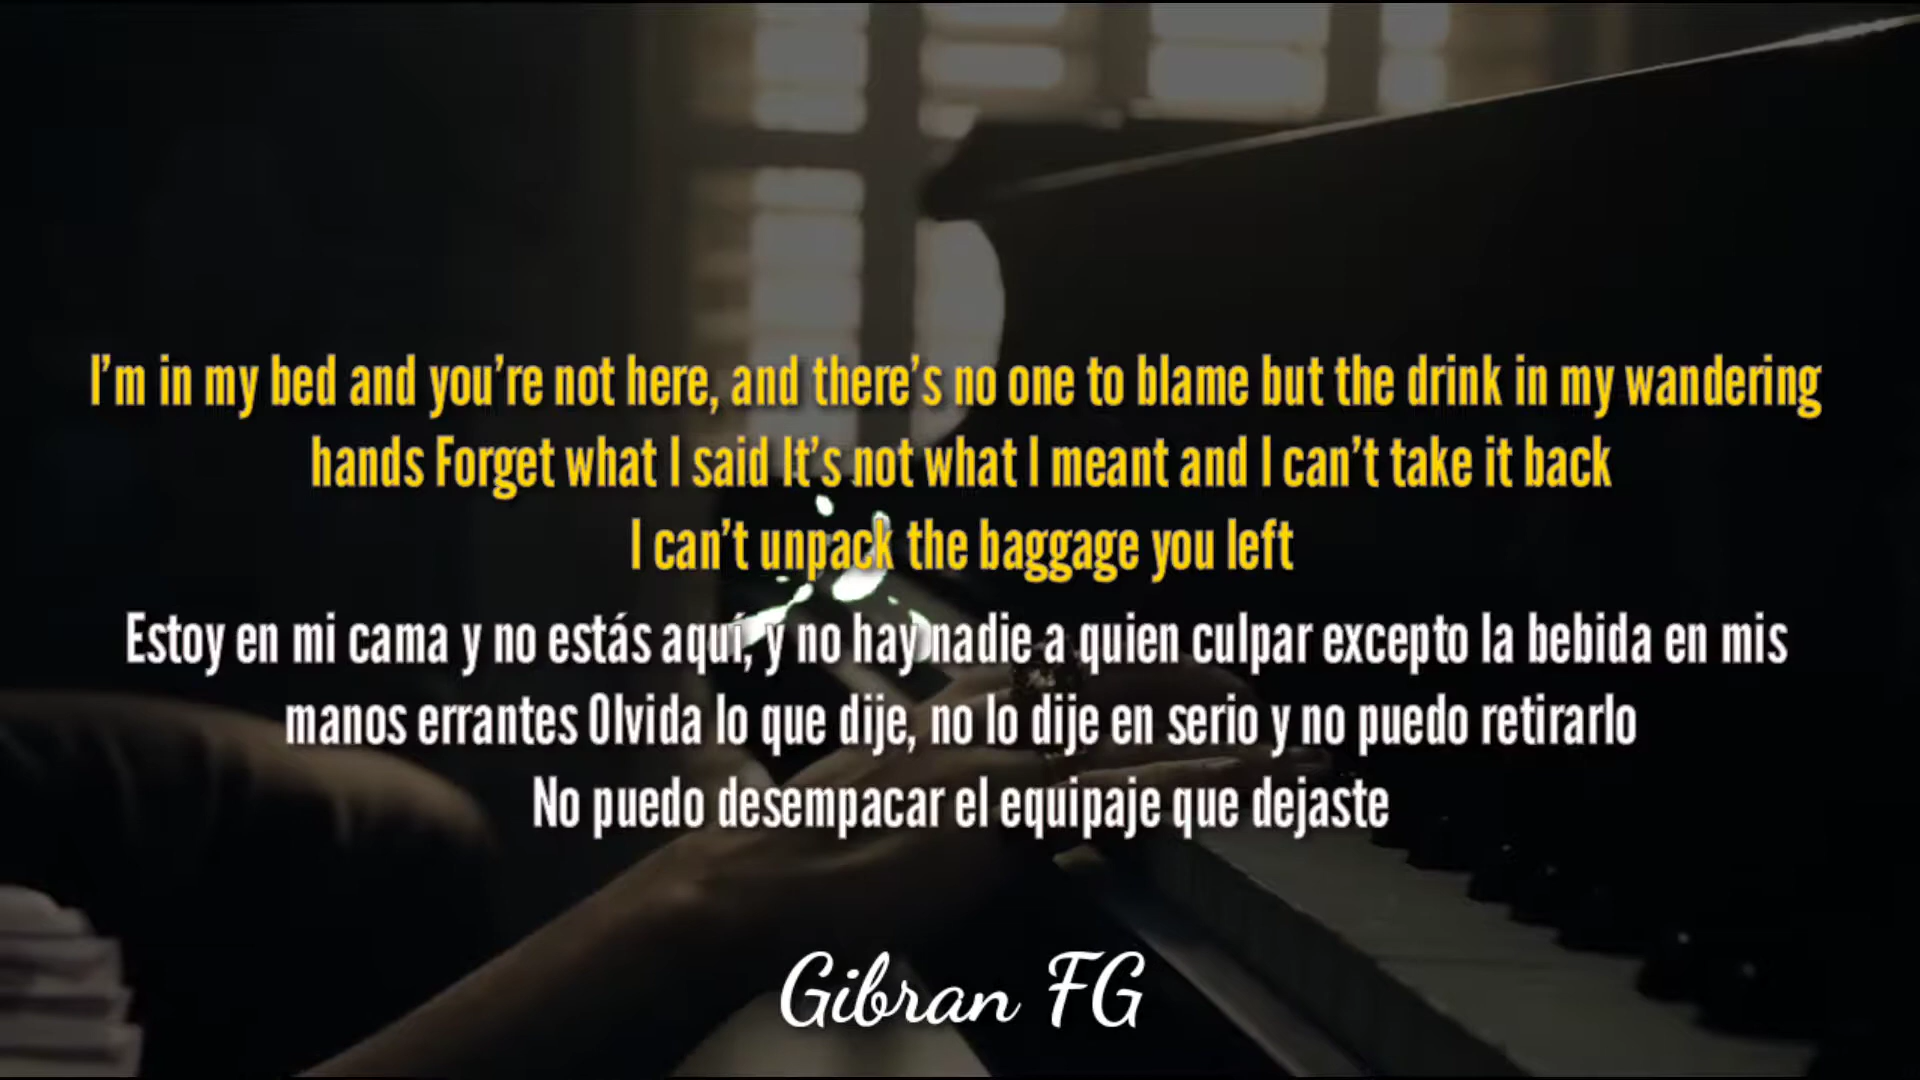 I'm in my bed and you're not here, and there's no one to blame but the drink in my wandering
hands Forget what I said It's not what I meant and I can't take it back
I can't unpack the baggage you left
Estoy en mi cama y no estás aquí, y no hay nadie a quien culpar excepto la bebida en mis
manos errantes Olvida lo que dije, no lo dije en serio y no puedo retirarlo
No puedo desempacar el equipaje que dejaste
Gibran FG